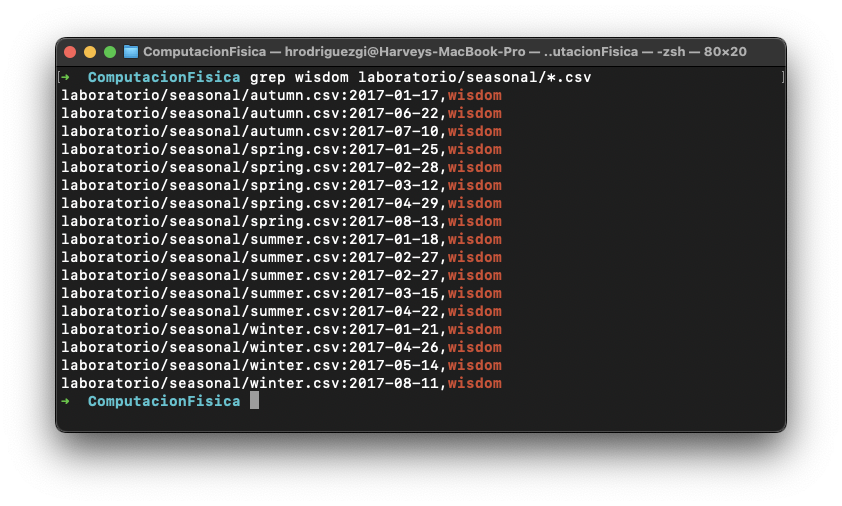 ComputacionFisica — hrodriguezgi@Harveys-MacBook-Pro — ..utacionFisica — -zsh — 80×20
[→ ComputacionFisica grep wisdom laboratorio/seasonal/*.csv ]
laboratorio/seasonal/autumn.csv:2017-01-17,wisdom
laboratorio/seasonal/autumn.csv:2017-06-22,wisdom
laboratorio/seasonal/autumn.csv:2017-07-10,wisdom
laboratorio/seasonal/spring.csv:2017-01-25,wisdom
laboratorio/seasonal/spring.csv:2017-02-28,wisdom
laboratorio/seasonal/spring.csv:2017-03-12,wisdom
laboratorio/seasonal/spring.csv:2017-04-29,wisdom
laboratorio/seasonal/spring.csv:2017-08-13,wisdom
laboratorio/seasonal/summer.csv:2017-01-18,wisdom
laboratorio/seasonal/summer.csv:2017-02-27,wisdom
laboratorio/seasonal/summer.csv:2017-02-27,wisdom
laboratorio/seasonal/summer.csv:2017-03-15,wisdom
laboratorio/seasonal/summer.csv:2017-04-22,wisdom
laboratorio/seasonal/winter.csv:2017-01-21,wisdom
laboratorio/seasonal/winter.csv:2017-04-26,wisdom
laboratorio/seasonal/winter.csv:2017-05-14,wisdom
laboratorio/seasonal/winter.csv:2017-08-11,wisdom
→ ComputacionFisica